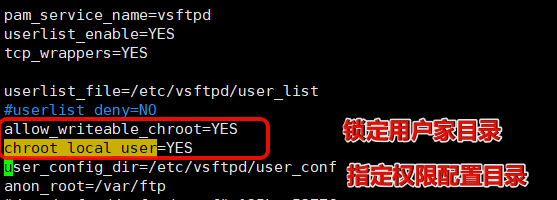 pam_service_name=vsftpd
userlist_enable=YES
tcp_wrappers=YES
userlist_file=/etc/vsftpd/user_list
#userlist_deny=NO
allow_writeable_chroot=YES
chroot_local_user=YES
锁定用户家目录
user_config_dir=/etc/vsftpd/user_conf
anon_root=/var/ftp
指定权限配置目录